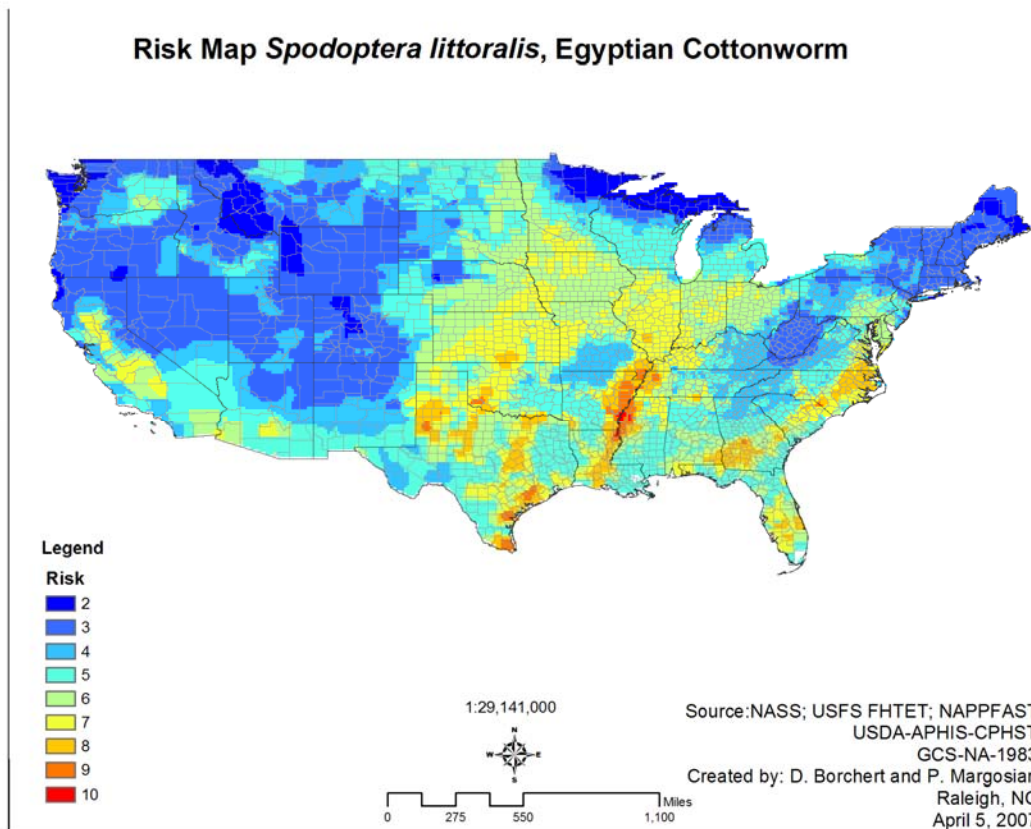 Risk Map Spodoptera littoralis, Egyptian Cottonworm
Legend
Risk
2
3
4
5
6
7
8
9
10
1:29,141,000
N
W E
S
Miles
0 275 550 1,100
Source:NASS; USFS FHTET; NAPPFAST
USDA-APHIS-CPHST
GCS-NA-1983
Created by: D. Borchert and P. Margosian
Raleigh, NC
April 5, 2007